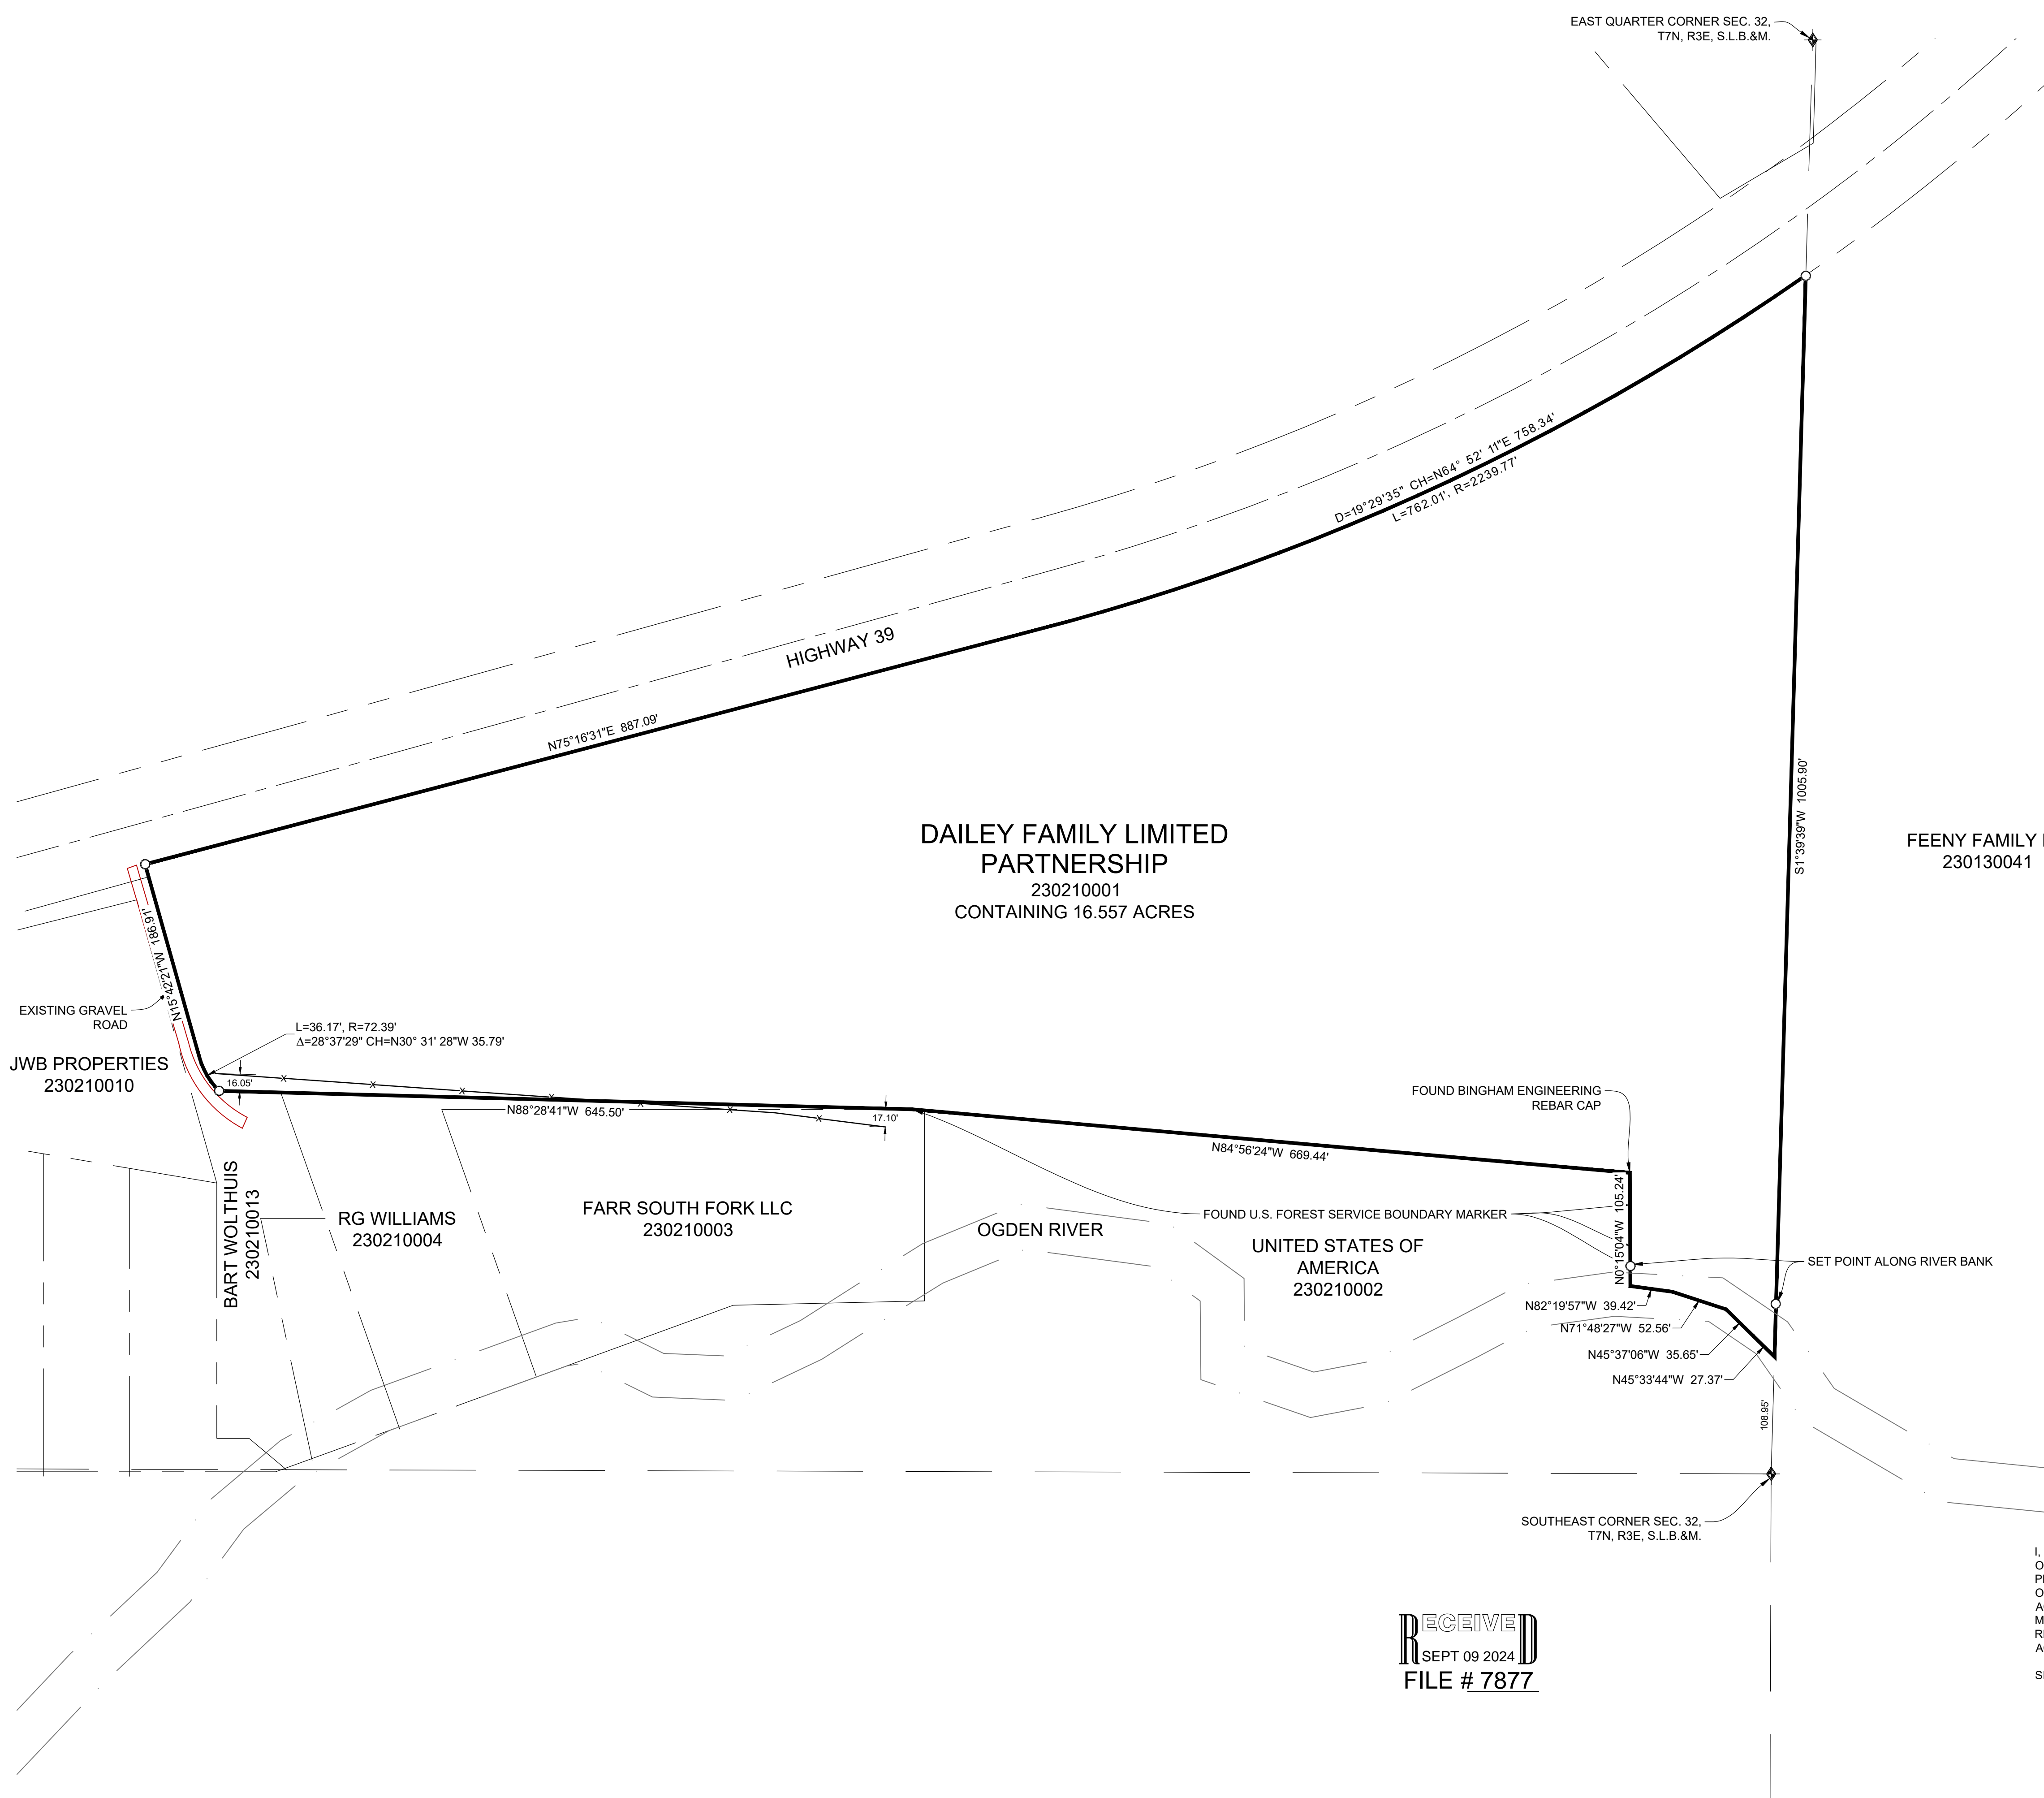 EAST QUARTER CORNER SEC. 32,
T7N, R3E, S.L.B.&M.
D=19°29'35" CH=N64° 52' 11"E 758.34'
L=762.01', R=2239.77'
HIGHWAY 39
N75°16'31"E 887.09'
S1°39'39"W 1005.90'
DAILEY FAMILY LIMITED
PARTNERSHIP
230210001
CONTAINING 16.557 ACRES
FEENY FAMILY
230130041
N15°42'21"W 186.91'
EXISTING GRAVEL
ROAD
L=36.17', R=72.39'
Δ=28°37'29" CH=N30° 31' 28"W 35.79'
JWB PROPERTIES
230210010
16.05'
N88°28'41"W 645.50'
17.10'
FOUND BINGHAM ENGINEERING
REBAR CAP
N84°56'24"W 669.44'
N0°15'04"W 105.24'
BART WOLTHUIS
230210013
RG WILLIAMS
230210004
FARR SOUTH FORK LLC
230210003
OGDEN RIVER
FOUND U.S. FOREST SERVICE BOUNDARY MARKER
UNITED STATES OF
AMERICA
230210002
SET POINT ALONG RIVER BANK
N82°19'57"W 39.42'
N71°48'27"W 52.56'
N45°37'06"W 35.65'
N45°33'44"W 27.37'
108.95'
SOUTHEAST CORNER SEC. 32,
T7N, R3E, S.L.B.&M.
RECEIVED
SEPT 09 2024
FILE # 7877
I,